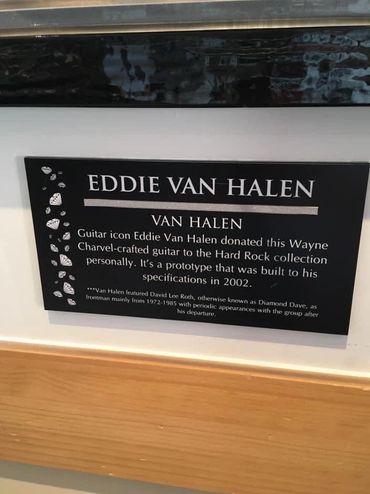 EDDIE VAN HALEN
VAN HALEN
Guitar icon Eddie Van Halen donated this Wayne
Charvel-crafted guitar to the Hard Rock collection
personally. It's a prototype that was built to his
specifications in 2002.
***Van Halen featured David Lee Roth, otherwise known as Diamond Dave, as
frontman mainly from 1972-1985 with periodic appearances with the group after
his departure.